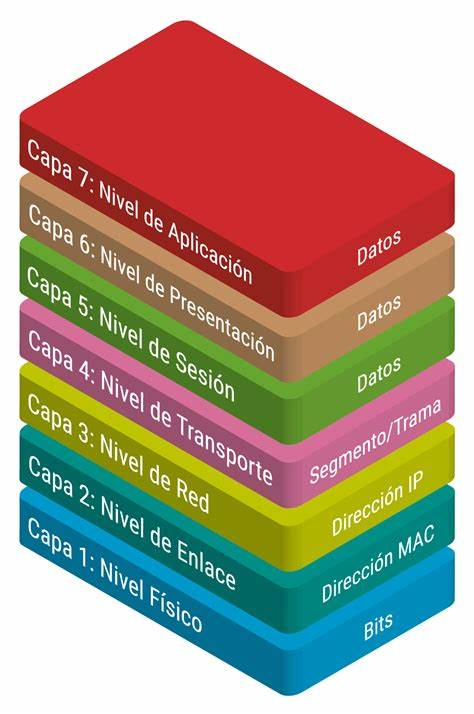 Capa 7: Nivel de Aplicación
Datos
Capa 6: Nivel de Presentación
Datos
Capa 5: Nivel de Sesión
Datos
Capa 4: Nivel de Transporte
Segmento/Trama
Capa 3: Nivel de Red
Dirección IP
Capa 2: Nivel de Enlace
Dirección MAC
Capa 1: Nivel Físico
Bits